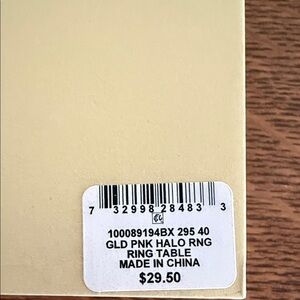 7 32998 28483 3
100089194BX 295 40
GLD PNK HALO RNG
RING TABLE
MADE IN CHINA
$29.50